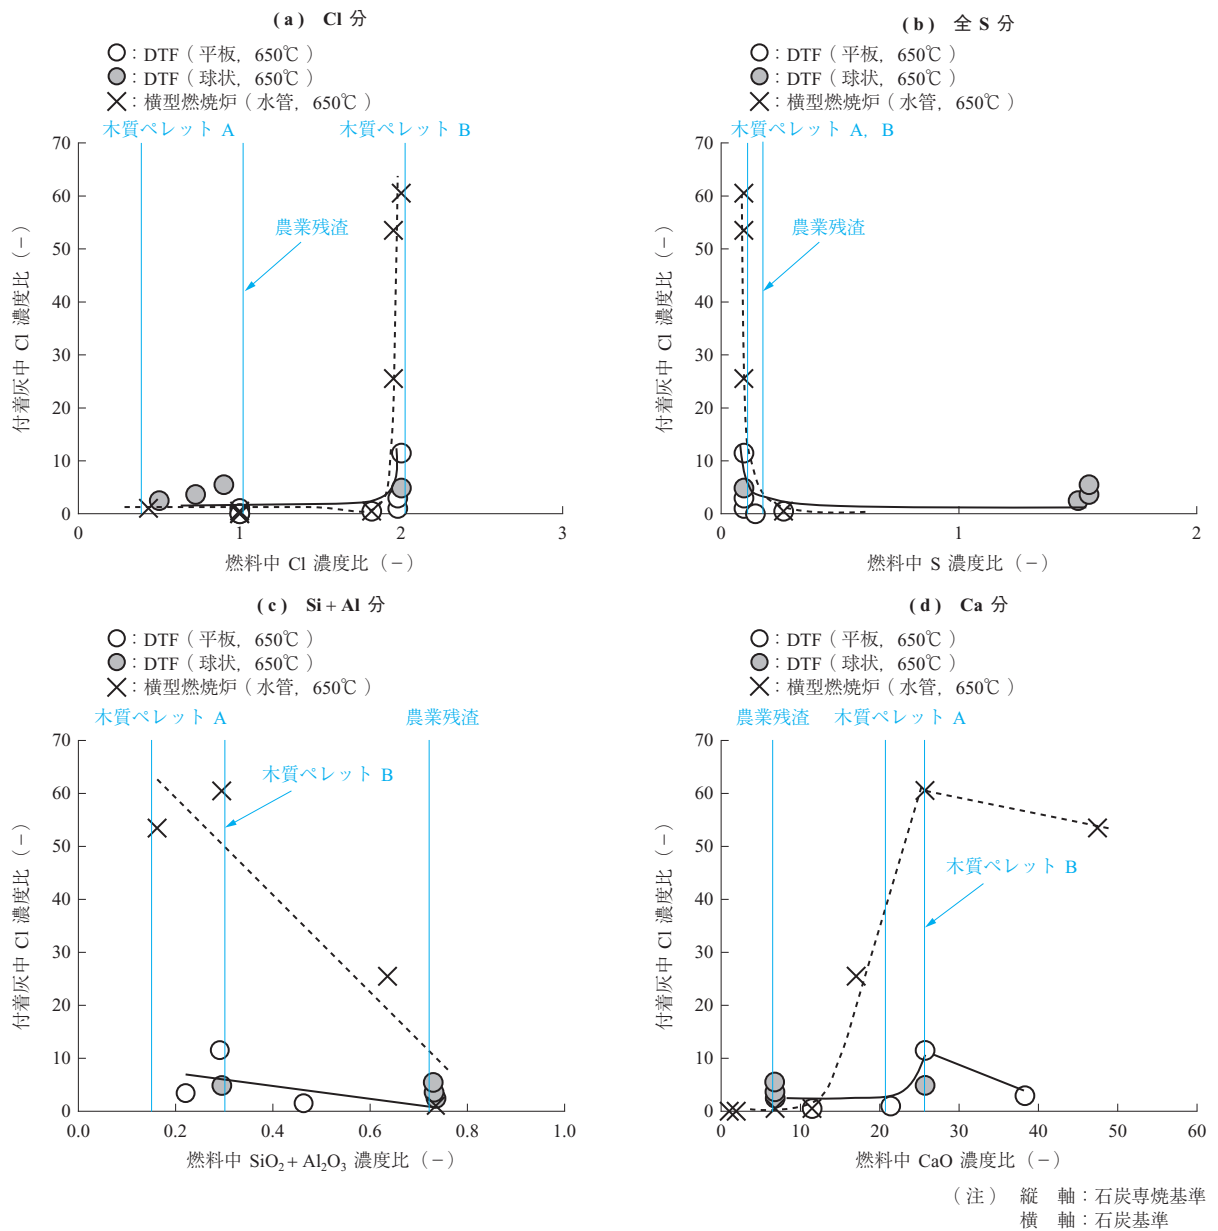 (a) Cl 分
○：DTF（平板，650℃）
●：DTF（球状，650℃）
×：横型燃焼炉（水管，650℃）
木質ペレット A
木質ペレット B
農業残渣
70
60
50
40
30
20
10
0
付着灰中 Cl 濃度比（−）
0 1 2 3
燃料中 Cl 濃度比（−）
(b) 全 S 分
○：DTF（平板，650℃）
●：DTF（球状，650℃）
×：横型燃焼炉（水管，650℃）
木質ペレット A，B
農業残渣
70
60
50
40
30
20
10
0
付着灰中 Cl 濃度比（−）
0 1 2
燃料中 S 濃度比（−）
(c) Si + Al 分
○：DTF（平板，650℃）
●：DTF（球状，650℃）
×：横型燃焼炉（水管，650℃）
木質ペレット A
農業残渣
木質ペレット B
70
60
50
40
30
20
10
0
付着灰中 Cl 濃度比（−）
0.0 0.2 0.4 0.6 0.8 1.0
燃料中 SiO₂ + Al₂O₃ 濃度比（−）
(d) Ca 分
○：DTF（平板，650℃）
●：DTF（球状，650℃）
×：横型燃焼炉（水管，650℃）
農業残渣
木質ペレット A
木質ペレット B
70
60
50
40
30
20
10
0
付着灰中 Cl 濃度比（−）
0 10 20 30 40 50 60
燃料中 CaO 濃度比（−）
（注） 縦 軸：石炭専焼基準
横 軸：石炭基準